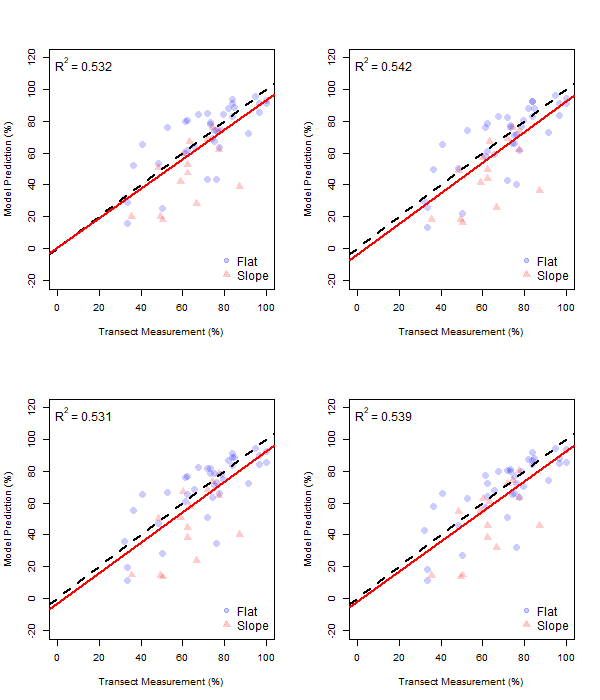 R² = 0.532
Model Prediction (%)
-20 0 20 40 60 80 100 120
Flat
Slope
0 20 40 60 80 100
Transect Measurement (%)
R² = 0.542
Model Prediction (%)
-20 0 20 40 60 80 100 120
Flat
Slope
0 20 40 60 80 100
Transect Measurement (%)
R² = 0.531
Model Prediction (%)
-20 0 20 40 60 80 100 120
Flat
Slope
0 20 40 60 80 100
Transect Measurement (%)
R² = 0.539
Model Prediction (%)
-20 0 20 40 60 80 100 120
Flat
Slope
0 20 40 60 80 100
Transect Measurement (%)